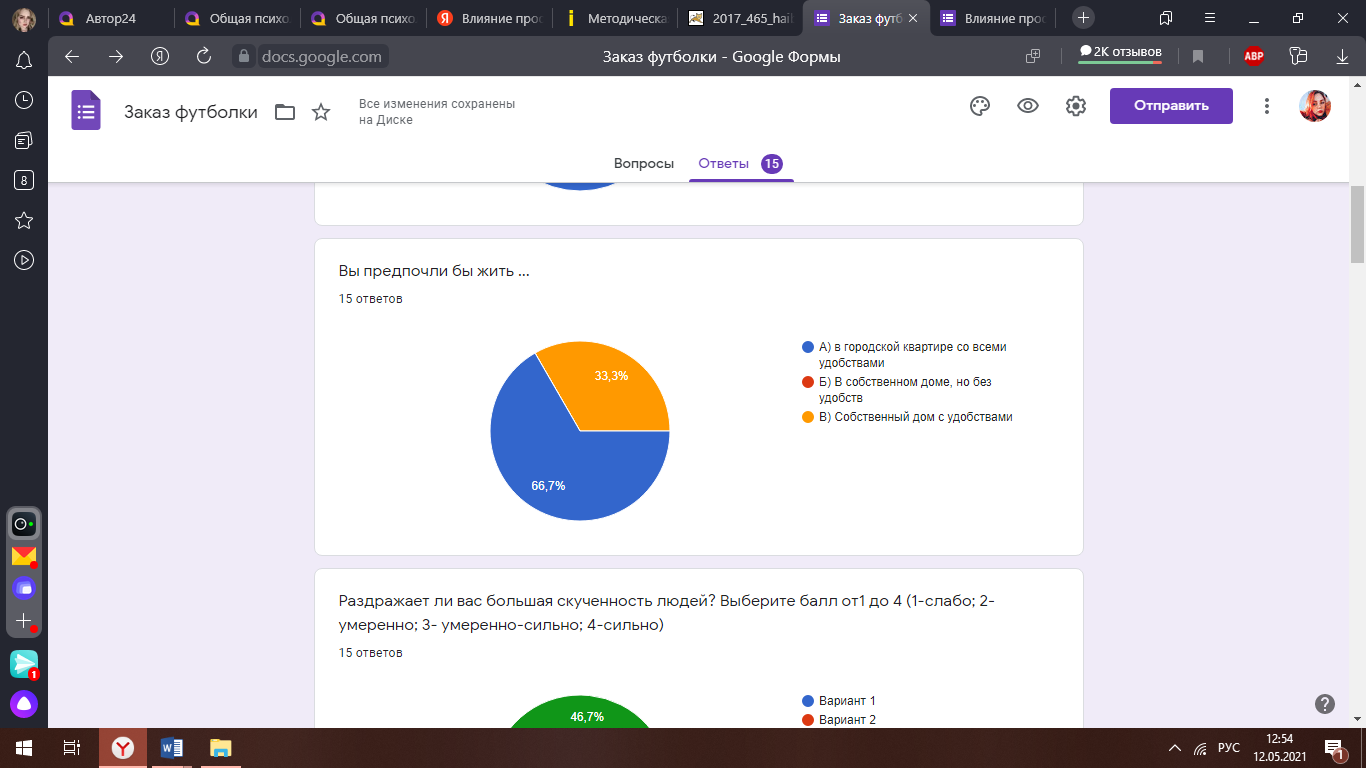 Автор24
Общая психо
Общая психо
Влияние прос
Методическа
2017_465_hail
Заказ футб
Влияние прос
docs.google.com
Заказ футболки - Google Формы
2К отзывов
ABP
Заказ футболки
Все изменения сохранены
на Диске
Отправить
Вопросы
Ответы 15
8
Вы предпочли бы жить ...
15 ответов
33,3%
66,7%
А) в городской квартире со всеми
удобствами
Б) В собственном доме, но без
удобств
В) Собственный дом с удобствами
Раздражает ли вас большая скученность людей? Выберите балл от1 до 4 (1-слабо; 2-
умеренно; 3- умеренно-сильно; 4-сильно)
15 ответов
46,7%
Вариант 1
Вариант 2
1
РУС
12:54
12.05.2021
1